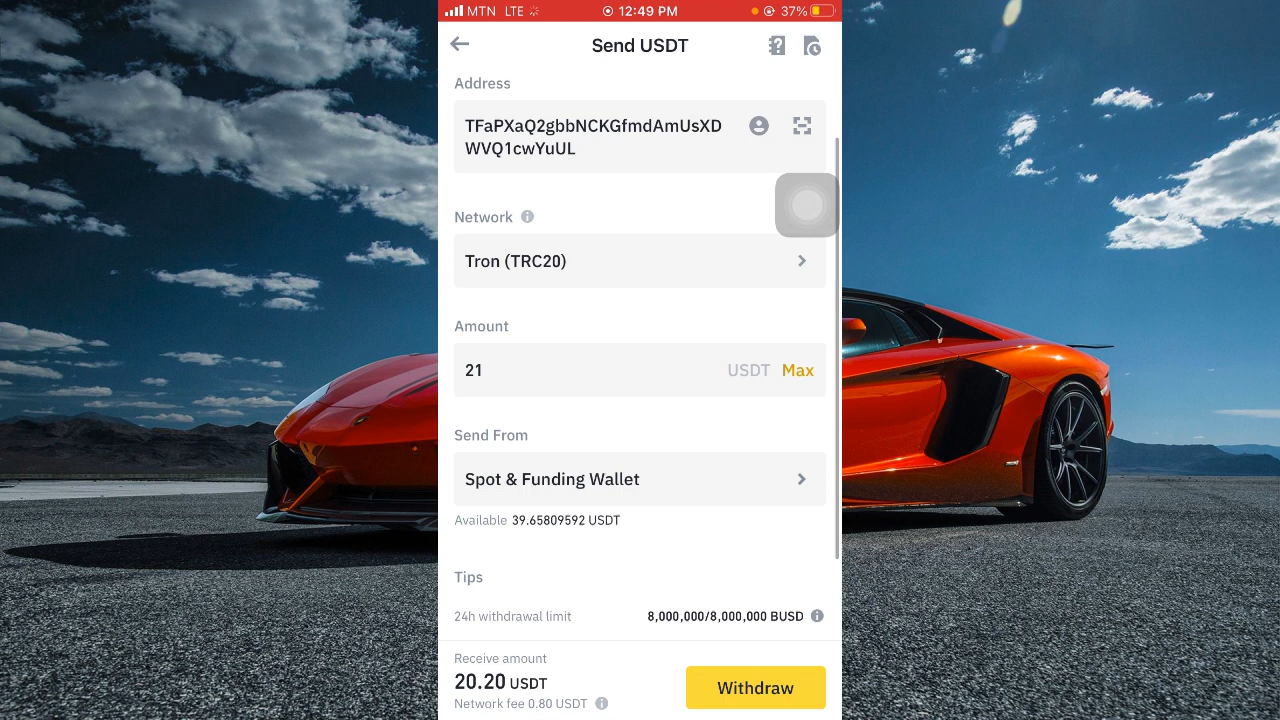 MTN LTE 12:49 PM 37%
Send USDT
Address
TFaPXaQ2gbbNCKGfmdAmUsXD
WVQ1cwYuUL
Network
Tron (TRC20)
Amount
21 USDT Max
Send From
Spot & Funding Wallet
Available 39.65809592 USDT
Tips
24h withdrawal limit 8,000,000/8,000,000 BUSD
Receive amount
20.20 USDT
Network fee 0.80 USDT
Withdraw